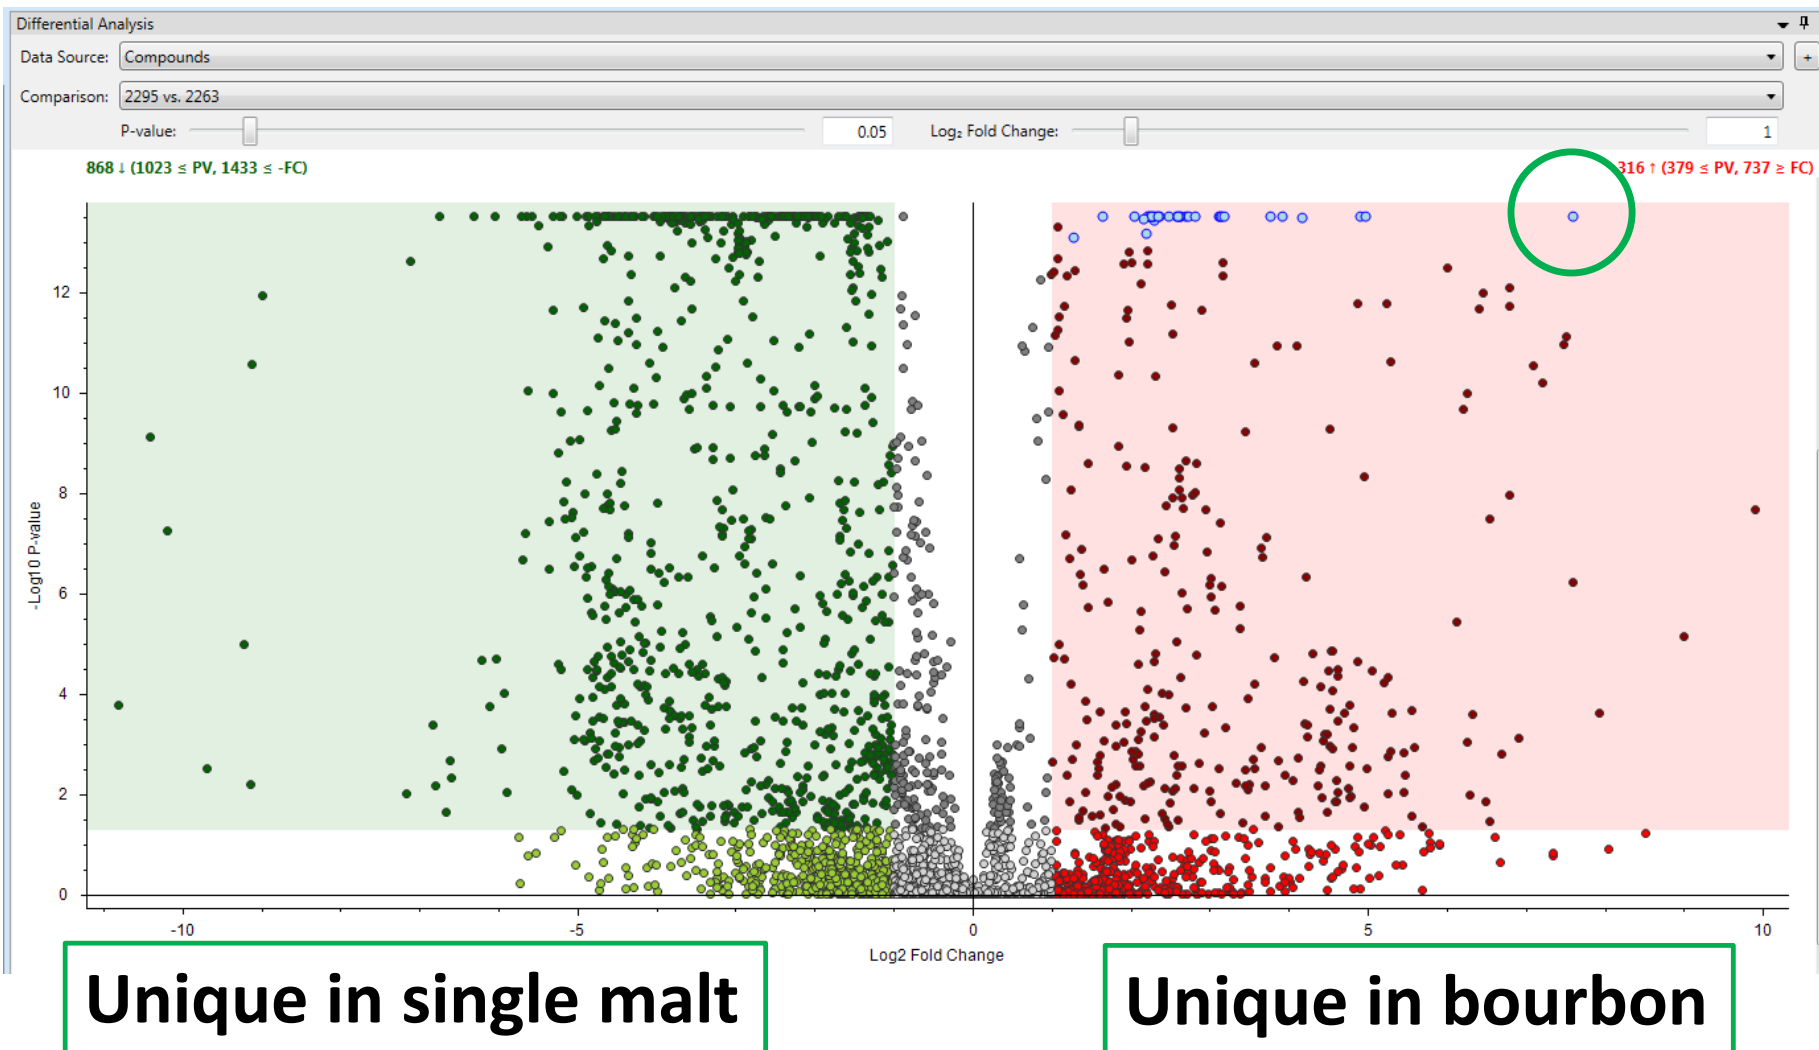 Differential Analysis
Data Source: Compounds
+
Comparison: 2295 vs. 2263
P-value: 0.05 Log₂ Fold Change: 1
868 ↓ (1023 ≤ PV, 1433 ≤ -FC) 316 ↑ (379 ≤ PV, 737 ≥ FC)
12
10
8
6
4
2
0
-Log10 P-value
-10 -5 0 5 10
Log2 Fold Change
Unique in single malt Unique in bourbon